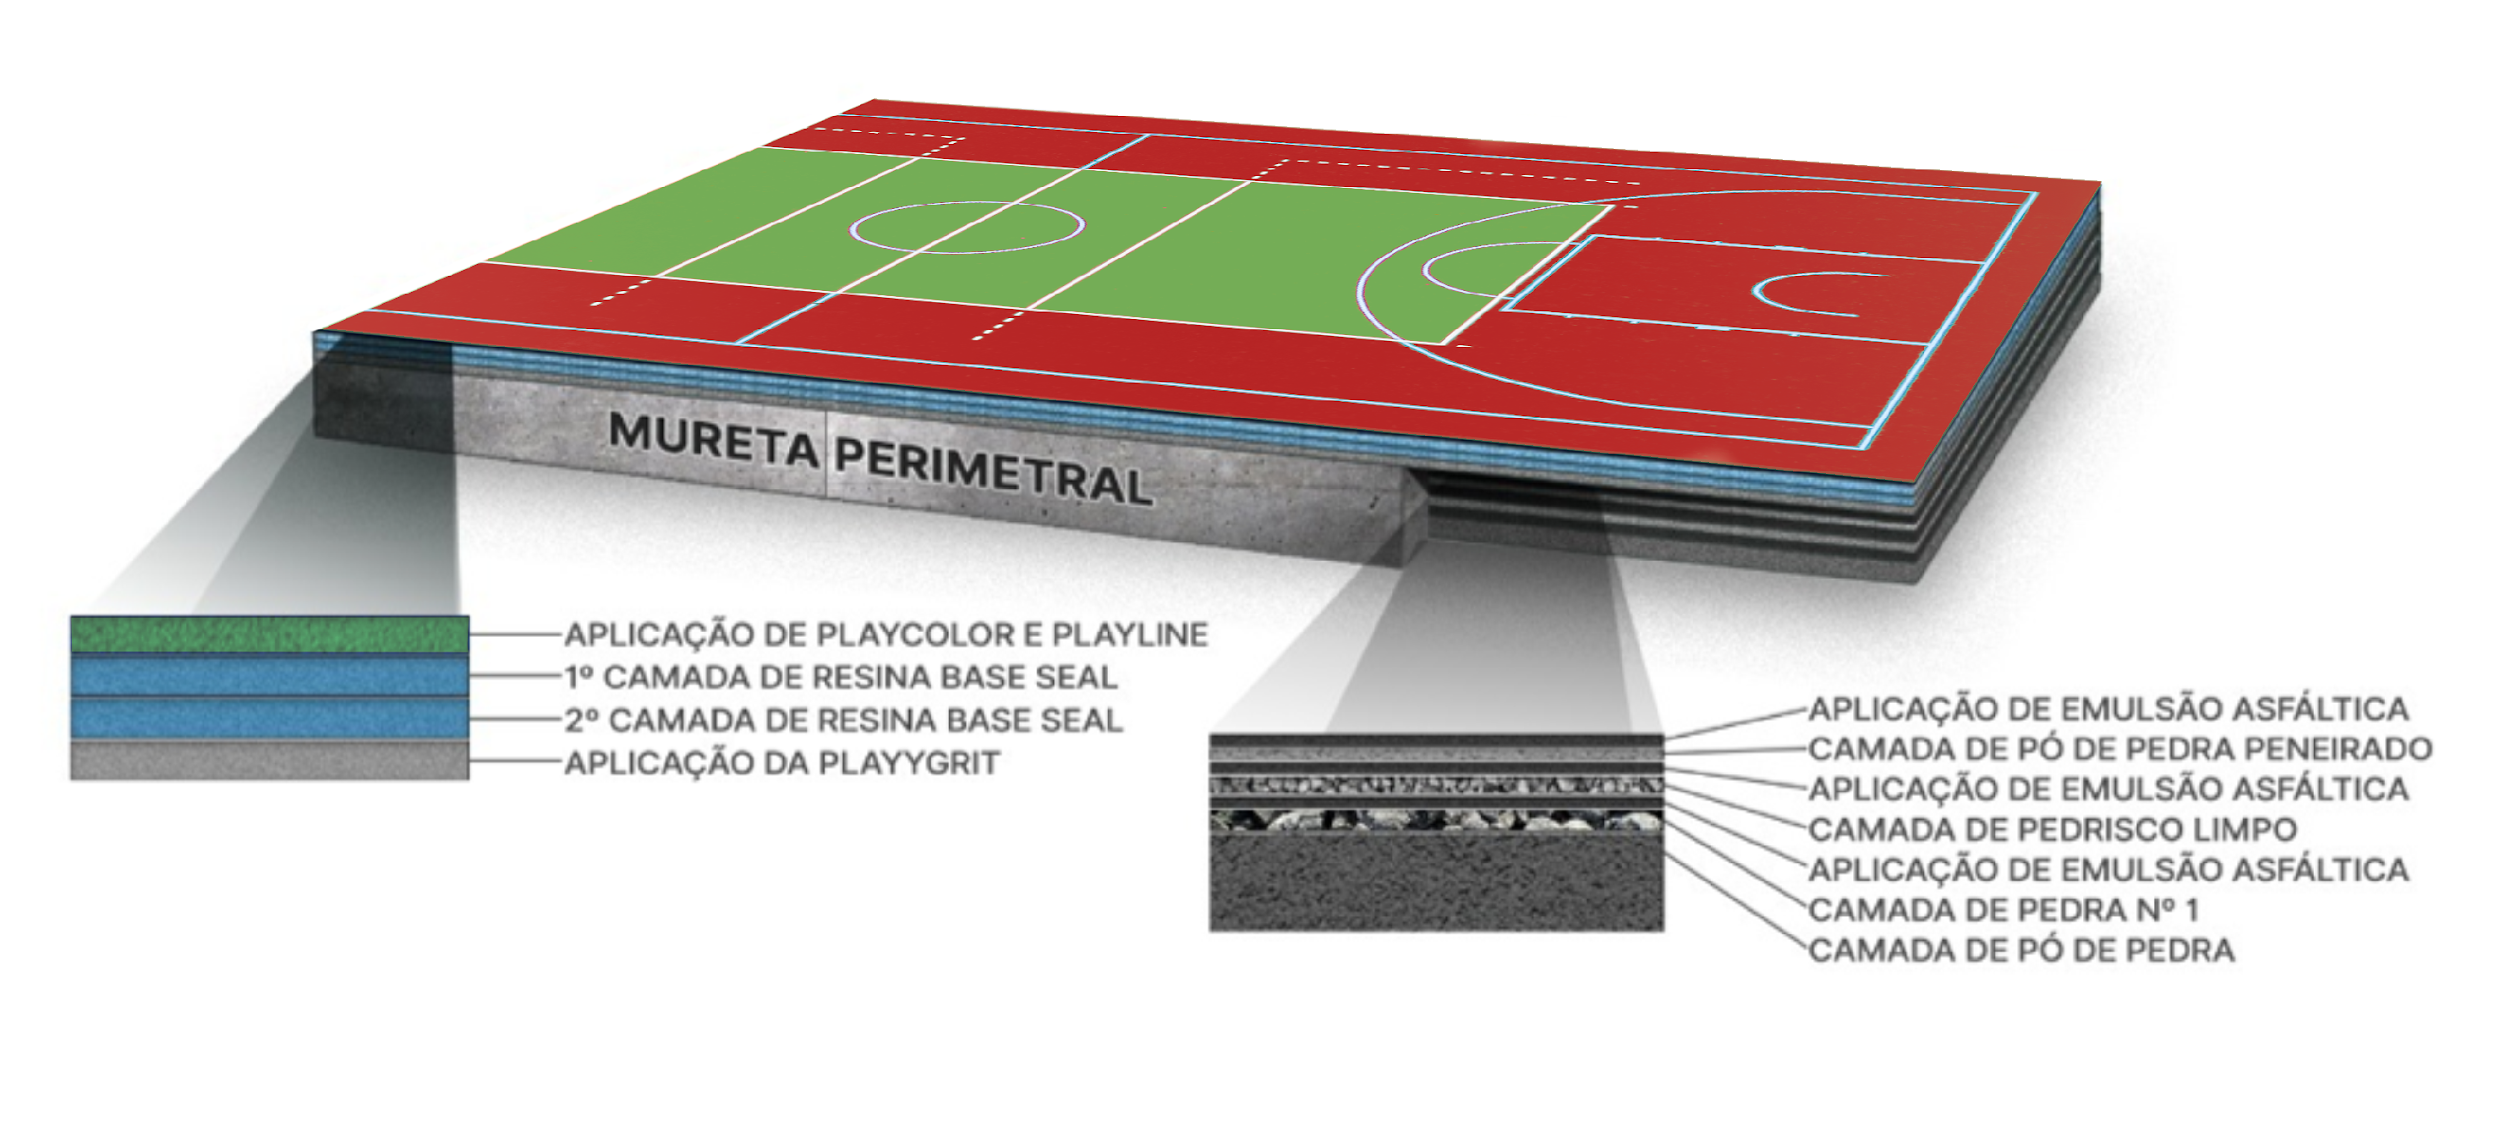 MURETA PERIMETRAL
APLICAÇÃO DE PLAYCOLOR E PLAYLINE
1º CAMADA DE RESINA BASE SEAL
2º CAMADA DE RESINA BASE SEAL
APLICAÇÃO DA PLAYYGRIT
APLICAÇÃO DE EMULSÃO ASFÁLTICA
CAMADA DE PÓ DE PEDRA PENEIRADO
APLICAÇÃO DE EMULSÃO ASFÁLTICA
CAMADA DE PEDRISCO LIMPO
APLICAÇÃO DE EMULSÃO ASFÁLTICA
CAMADA DE PEDRA Nº 1
CAMADA DE PÓ DE PEDRA